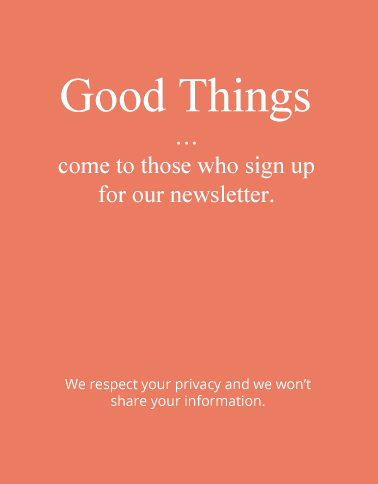 Good Things
...
come to those who sign up
for our newsletter.
We respect your privacy and we won’t
share your information.